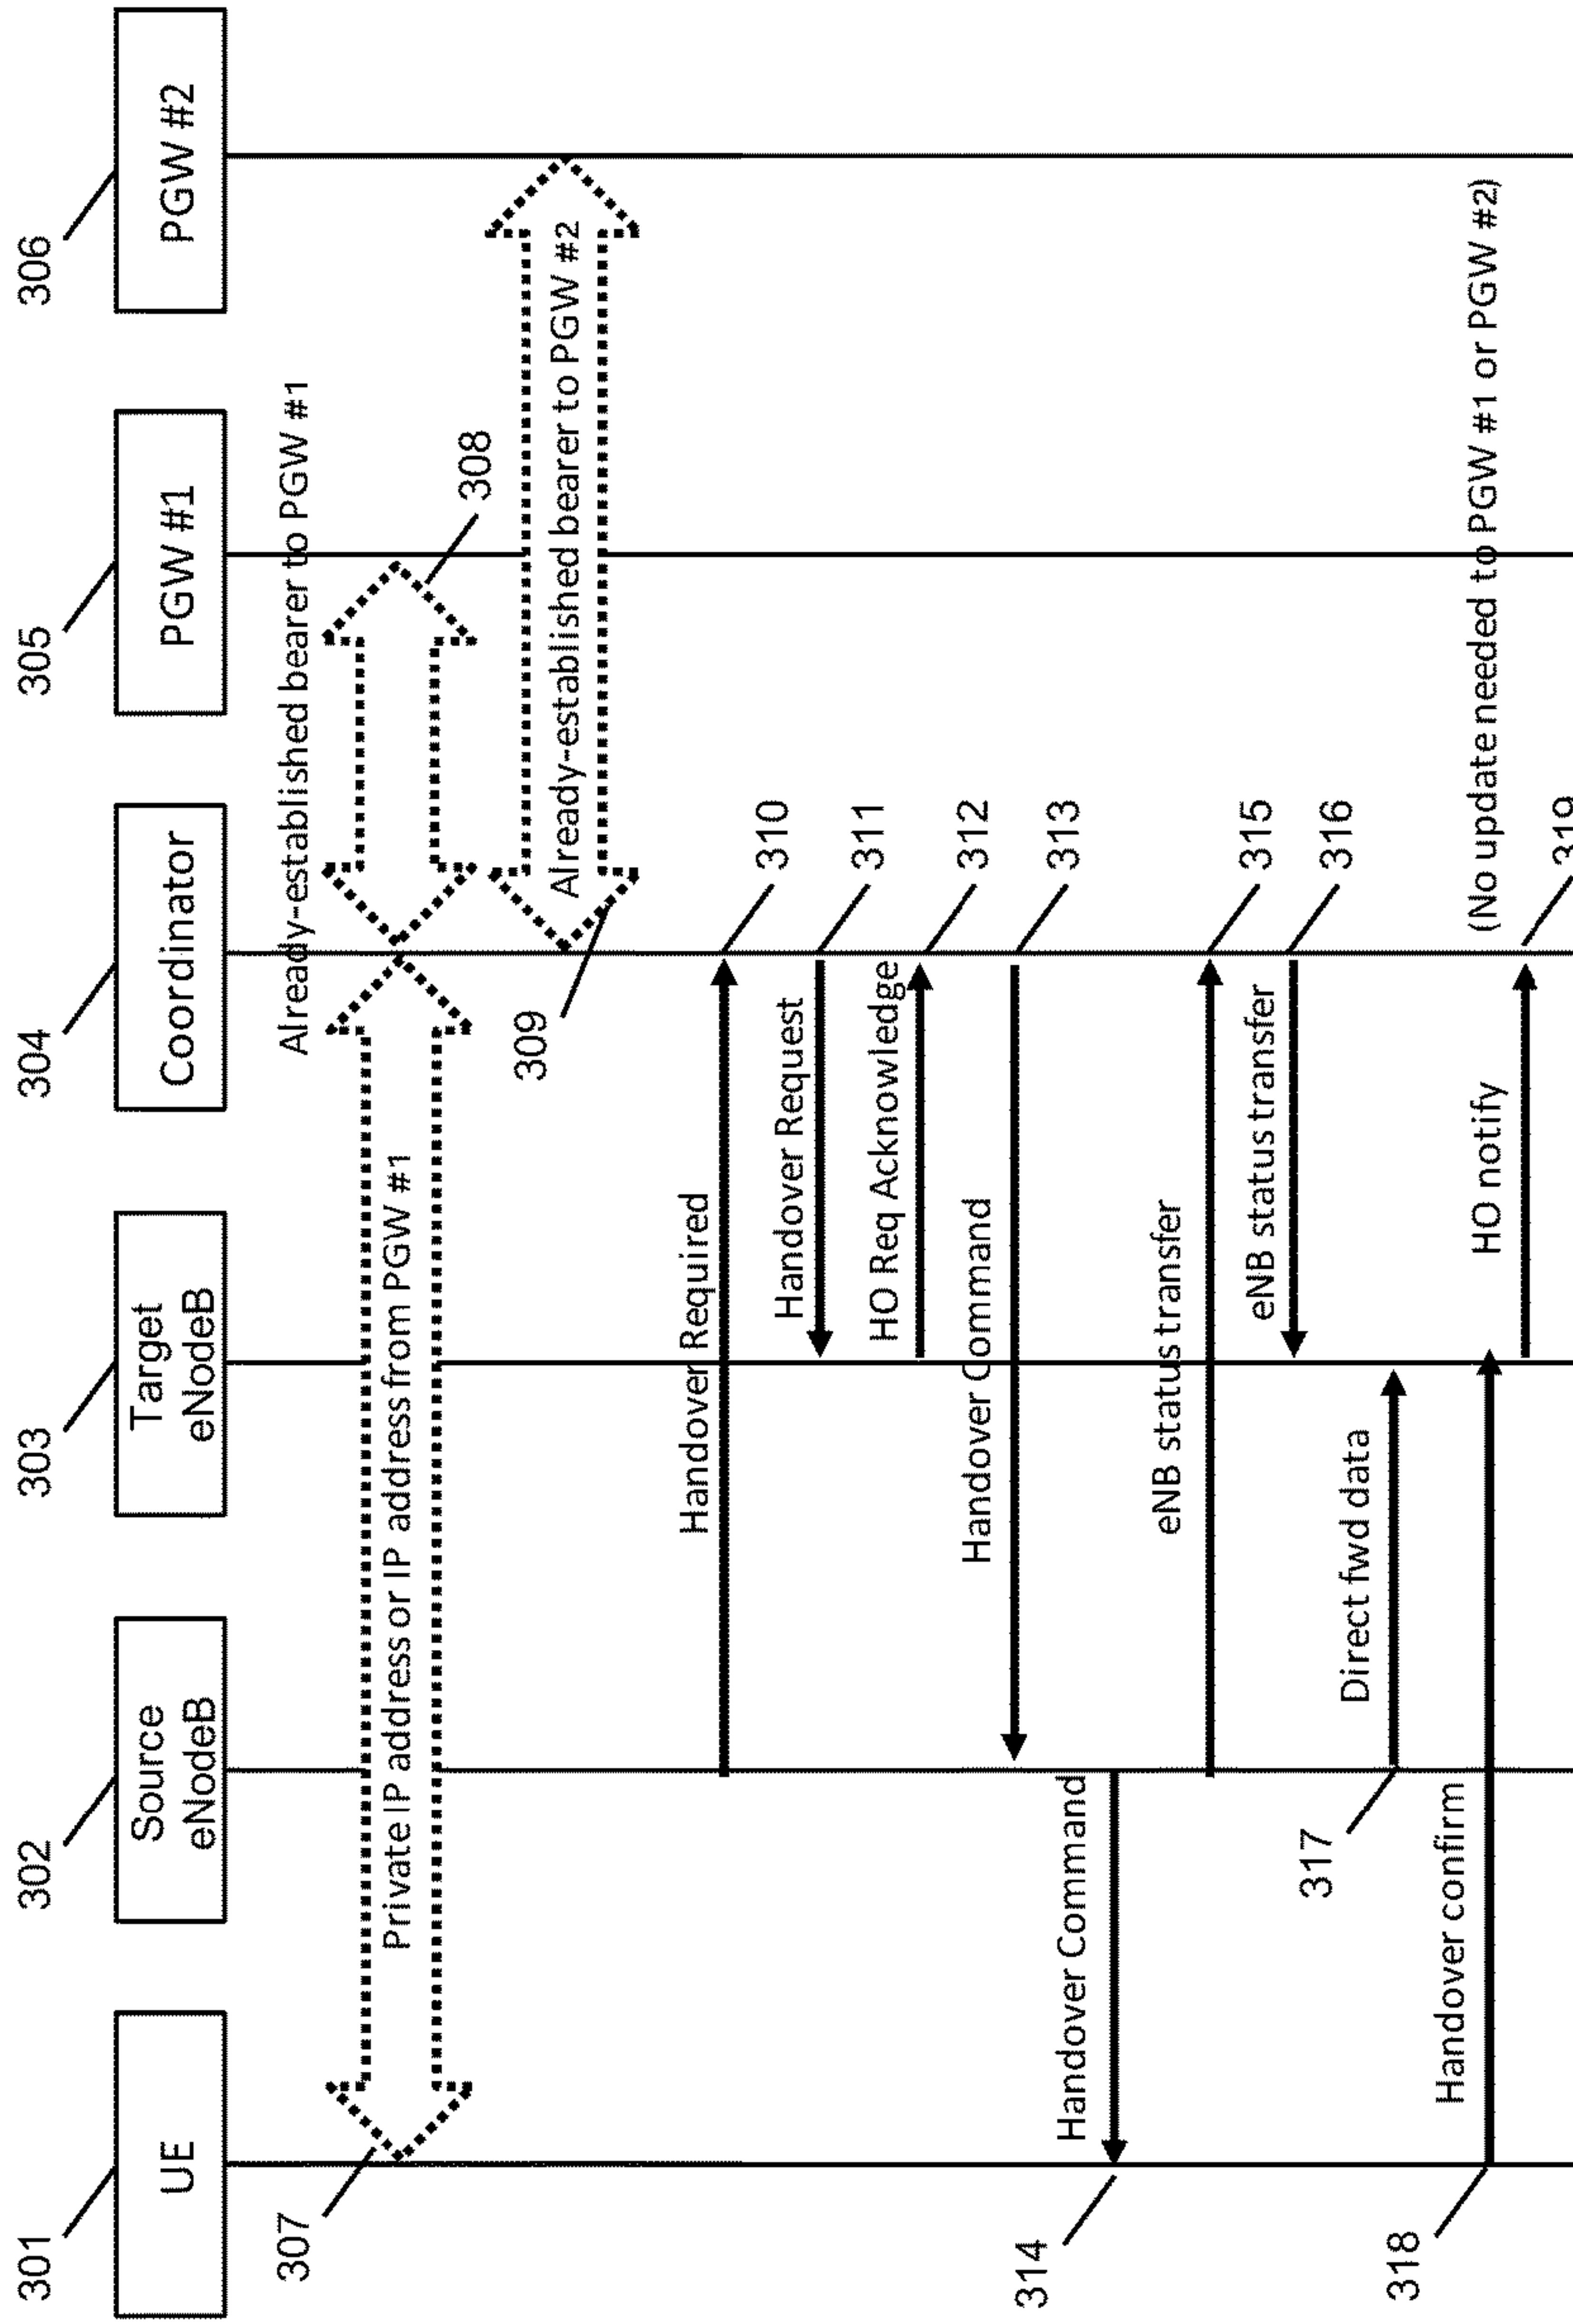 301
302
303
304
305
306
UE
Source
eNodeB
Target
eNodeB
Coordinator
PGW #1
PGW #2
307
Already-established bearer to PGW #1
Private IP address or IP address from PGW #1
308
309
Already-established bearer to PGW #2
Handover Required
310
Handover Request
311
HO Req Acknowledge
312
Handover Command
313
Handover Command
314
eNB status transfer
315
eNB status transfer
316
Direct fwd data
317
Handover confirm
318
HO notify
(No update needed to PGW #1 or PGW #2)
319